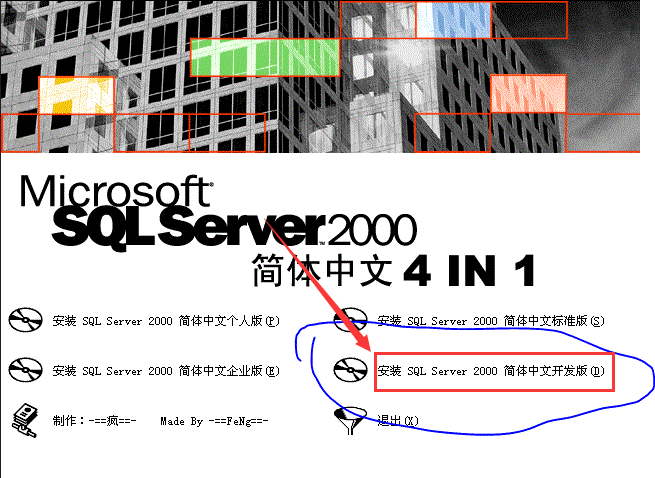 Microsoft
SQL Server 2000
简体中文 4 IN 1
安装 SQL Server 2000 简体中文个人版(P)
安装 SQL Server 2000 简体中文标准版(S)
安装 SQL Server 2000 简体中文企业版(E)
安装 SQL Server 2000 简体中文开发版(D)
制作：-==疯==- Made By -==FeNg==-
退出(X)